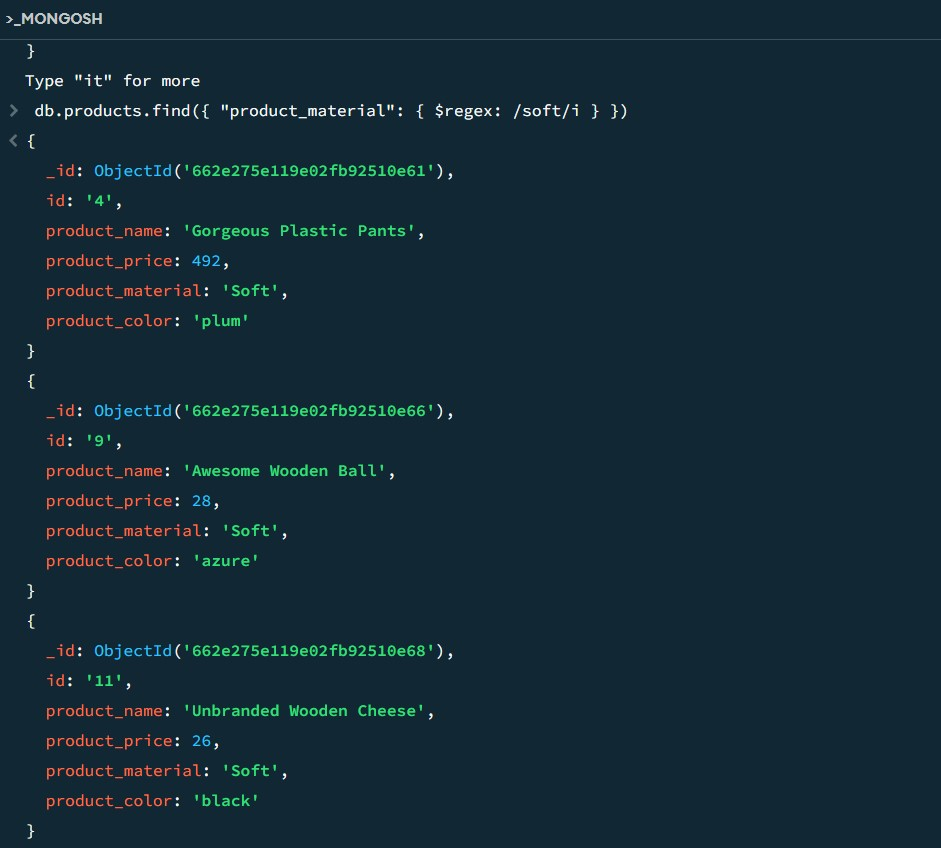 >_MONGOSH
}
Type "it" for more
> db.products.find({ "product_material": { $regex: /soft/i } })
< {
_id: ObjectId('662e275e119e02fb92510e61'),
id: '4',
product_name: 'Gorgeous Plastic Pants',
product_price: 492,
product_material: 'Soft',
product_color: 'plum'
}
{
_id: ObjectId('662e275e119e02fb92510e66'),
id: '9',
product_name: 'Awesome Wooden Ball',
product_price: 28,
product_material: 'Soft',
product_color: 'azure'
}
{
_id: ObjectId('662e275e119e02fb92510e68'),
id: '11',
product_name: 'Unbranded Wooden Cheese',
product_price: 26,
product_material: 'Soft',
product_color: 'black'
}